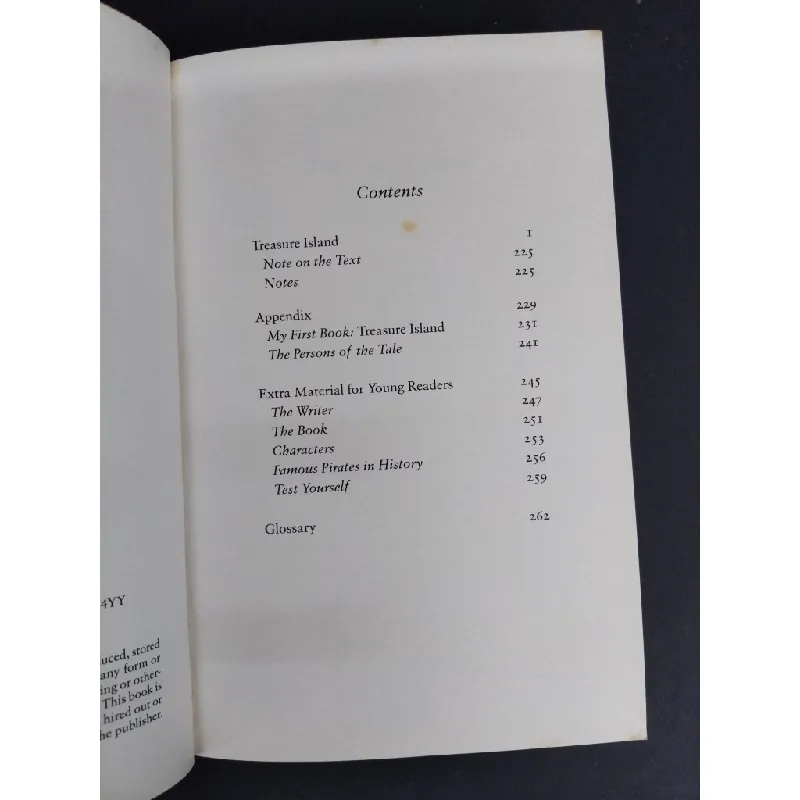 4YY
uced, stored
any form or
ing or other-
This book is
hired out or
he publisher.
Contents
Treasure Island 1
Note on the Text 225
Notes 225
Appendix 229
My First Book: Treasure Island 231
The Persons of the Tale 241
Extra Material for Young Readers 245
The Writer 247
The Book 251
Characters 253
Famous Pirates in History 256
Test Yourself 259
Glossary 262